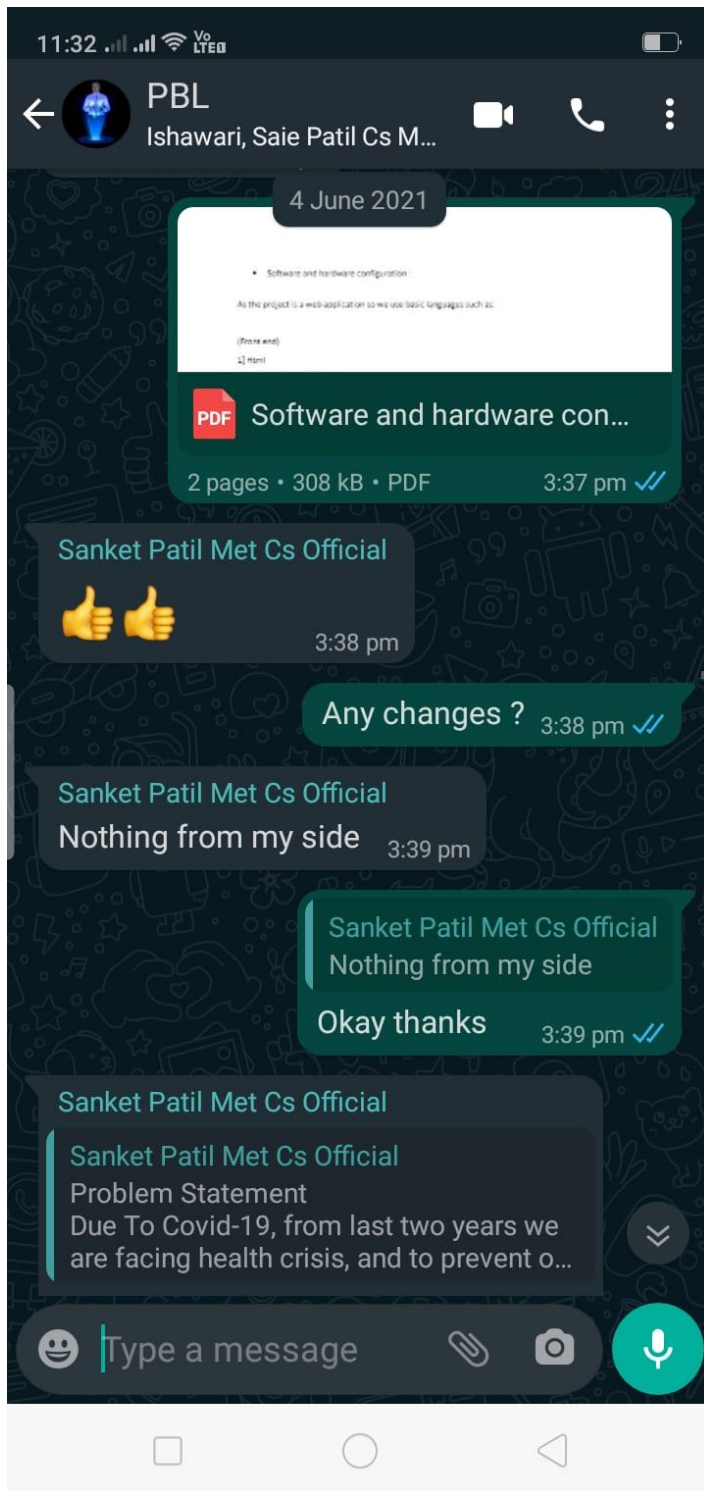 11:32
VoLTE
PBL
Ishawari, Saie Patil Cs M...
4 June 2021
• Software and hardware configuration :
As the project is a web-application so we use basic languages such as:
(Front end)
1] Html
PDF Software and hardware con...
2 pages • 308 kB • PDF 3:37 pm
Sanket Patil Met Cs Official
👍👍 3:38 pm
Any changes ? 3:38 pm
Sanket Patil Met Cs Official
Nothing from my side 3:39 pm
Sanket Patil Met Cs Official
Nothing from my side
Okay thanks 3:39 pm
Sanket Patil Met Cs Official
Sanket Patil Met Cs Official
Problem Statement
Due To Covid-19, from last two years we
are facing health crisis, and to prevent o...
Type a message